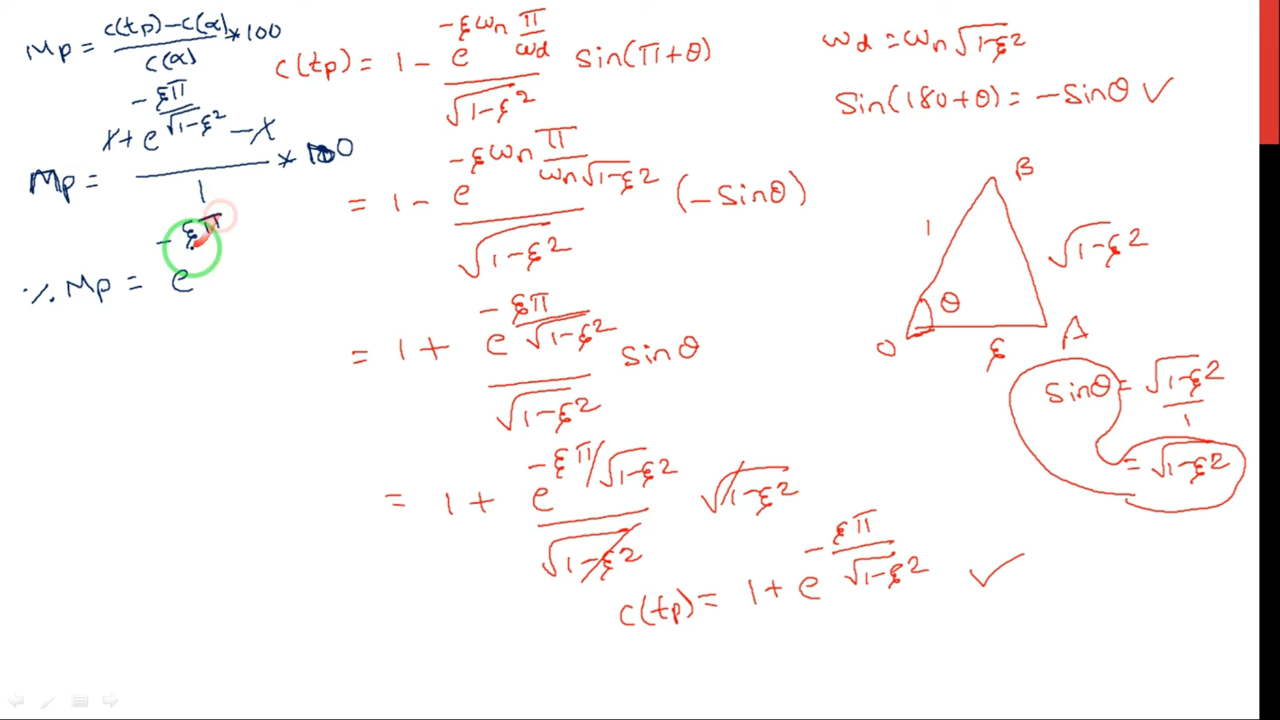 Mp = (c(tp) - c(α))/c(α) * 100
Mp = (1 + e^(-ξπ/√(1-ξ²)) - 1)/1 * 100
% Mp = e^(-ξπ
c(tp) = 1 - e^(-ξωn π/ωd)/√(1-ξ²) sin(π+θ)
= 1 - e^(-ξωn π/(ωn√(1-ξ²)))/√(1-ξ²) (-sinθ)
= 1 + e^(-ξπ/√(1-ξ²))/√(1-ξ²) sinθ
= 1 + e^(-ξπ/√(1-ξ²))/√(1-ξ²) √(1-ξ²)
c(tp) = 1 + e^(-ξπ/√(1-ξ²)) ✓
ωd = ωn√(1-ξ²)
sin(180+θ) = -sinθ ✓
B
1
√(1-ξ²)
θ
O
ξ
A
sinθ = √(1-ξ²)/1
= √(1-ξ²)